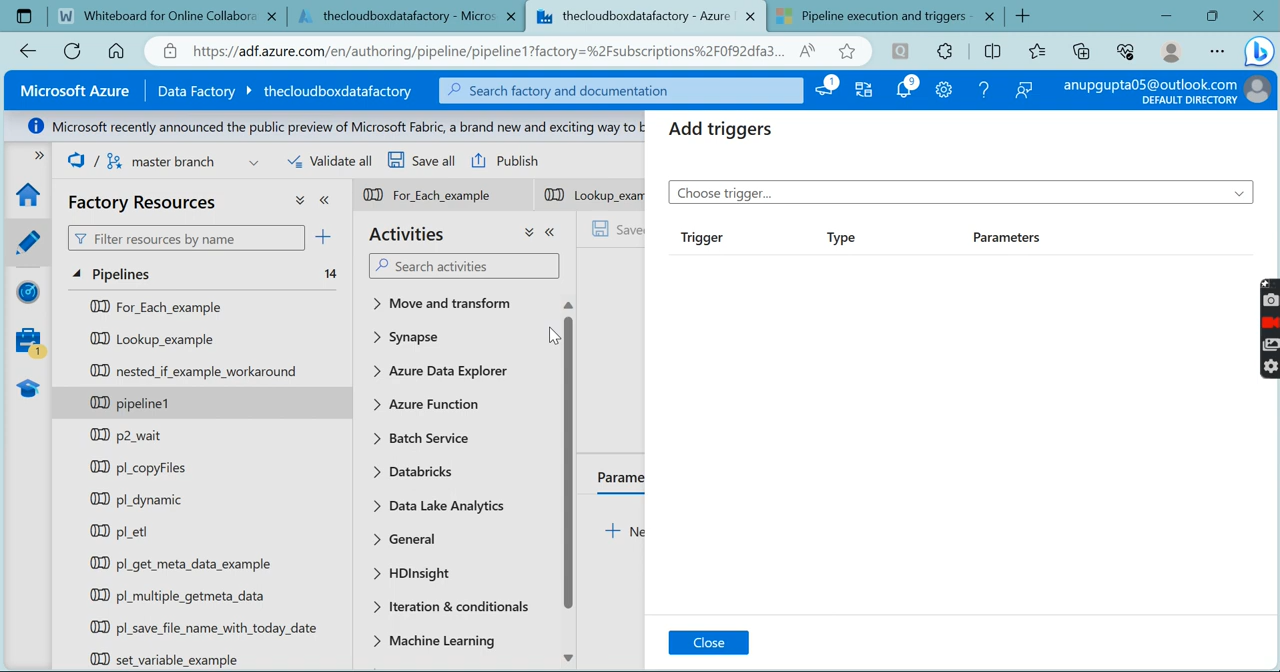 Whiteboard for Online Collabora
thecloudboxdatafactory - Micros
thecloudboxdatafactory - Azure
Pipeline execution and triggers -
https://adf.azure.com/en/authoring/pipeline/pipeline1?factory=%2Fsubscriptions%2F0f92dfa3...
Microsoft Azure
Data Factory
thecloudboxdatafactory
Search factory and documentation
1
9
anupgupta05@outlook.com
DEFAULT DIRECTORY
Microsoft recently announced the public preview of Microsoft Fabric, a brand new and exciting way to b
/ master branch
Validate all
Save all
Publish
Factory Resources
Filter resources by name
Pipelines
14
For_Each_example
Lookup_example
nested_if_example_workaround
pipeline1
p2_wait
pl_copyFiles
pl_dynamic
pl_etl
pl_get_meta_data_example
pl_multiple_getmeta_data
pl_save_file_name_with_today_date
set_variable_example
1
For_Each_example
Lookup_exam
Activities
Search activities
Move and transform
Synapse
Azure Data Explorer
Azure Function
Batch Service
Databricks
Data Lake Analytics
General
HDInsight
Iteration & conditionals
Machine Learning
Save
Parame
Ne
Add triggers
Choose trigger...
Trigger
Type
Parameters
Close